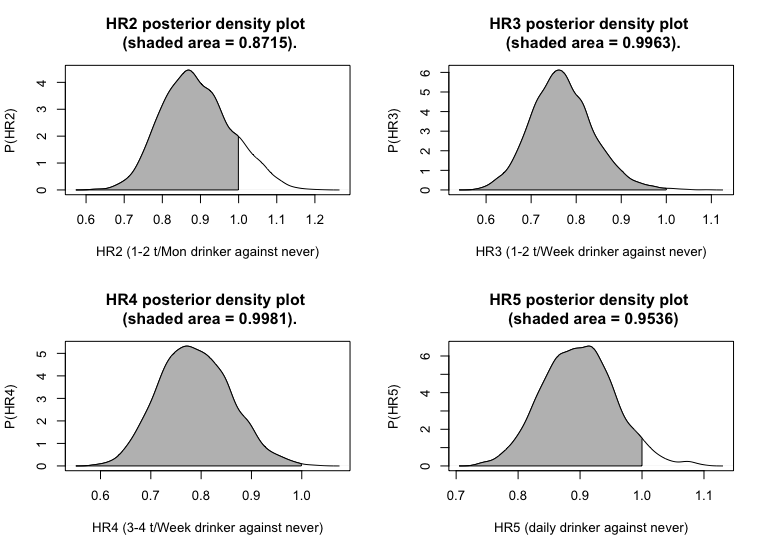 HR2 posterior density plot
(shaded area = 0.8715).
P(HR2)
4
3
2
1
0
0.6 0.7 0.8 0.9 1.0 1.1 1.2
HR2 (1-2 t/Mon drinker against never)
HR3 posterior density plot
(shaded area = 0.9963).
P(HR3)
6
5
4
3
2
1
0
0.6 0.7 0.8 0.9 1.0 1.1
HR3 (1-2 t/Week drinker against never)
HR4 posterior density plot
(shaded area = 0.9981).
P(HR4)
5
4
3
2
1
0
0.6 0.7 0.8 0.9 1.0
HR4 (3-4 t/Week drinker against never)
HR5 posterior density plot
(shaded area = 0.9536)
P(HR5)
6
4
2
0
0.7 0.8 0.9 1.0 1.1
HR5 (daily drinker against never)